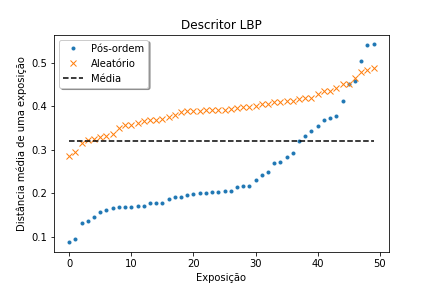 Descritor LBP
Pós-ordem
Aleatório
Média
Distância média de uma exposição
0.5
0.4
0.3
0.2
0.1
0 10 20 30 40 50
Exposição